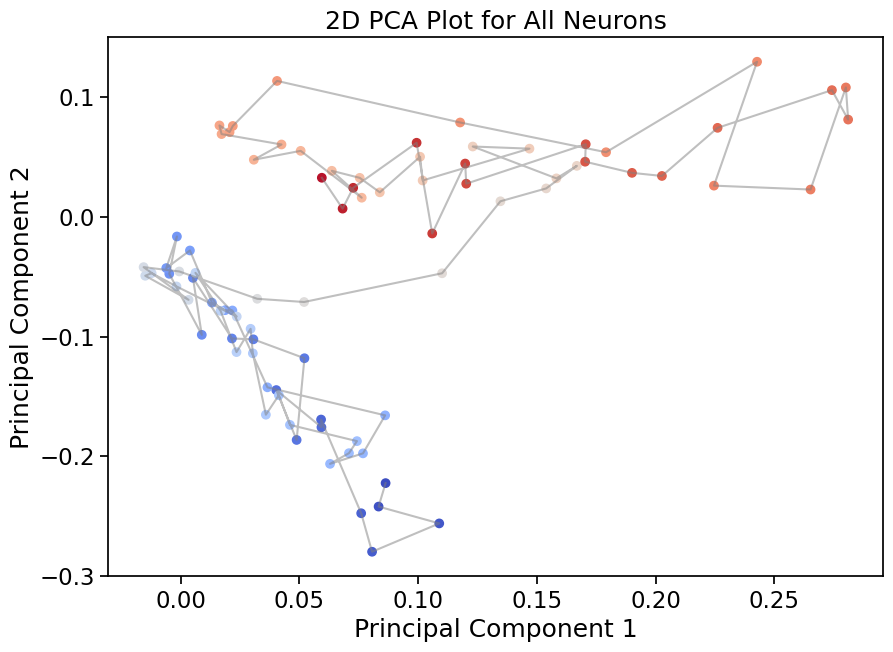 2D PCA Plot for All Neurons
0.1
0.0
−0.1
−0.2
−0.3
Principal Component 2
0.00 0.05 0.10 0.15 0.20 0.25
Principal Component 1